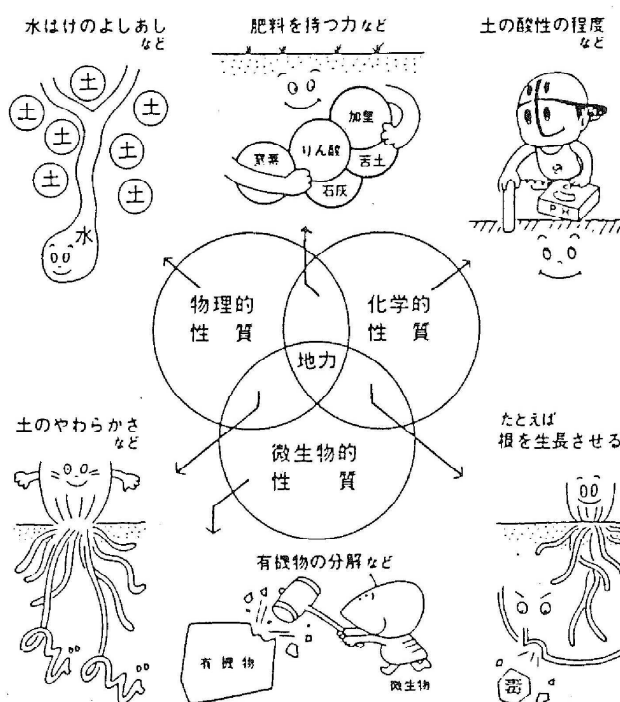 水はけのよしあし
など
肥料を持つ力など
土の酸性の程度
など
土
土
土
土
土
土
土
土
水
加里
りん酸
窒素
苦土
石灰
PH
物理的
性質
化学的
性質
地力
微生物的
性質
土のやわらかさ
など
たとえば
根を生長させる
有機物の分解など
有機物
微生物